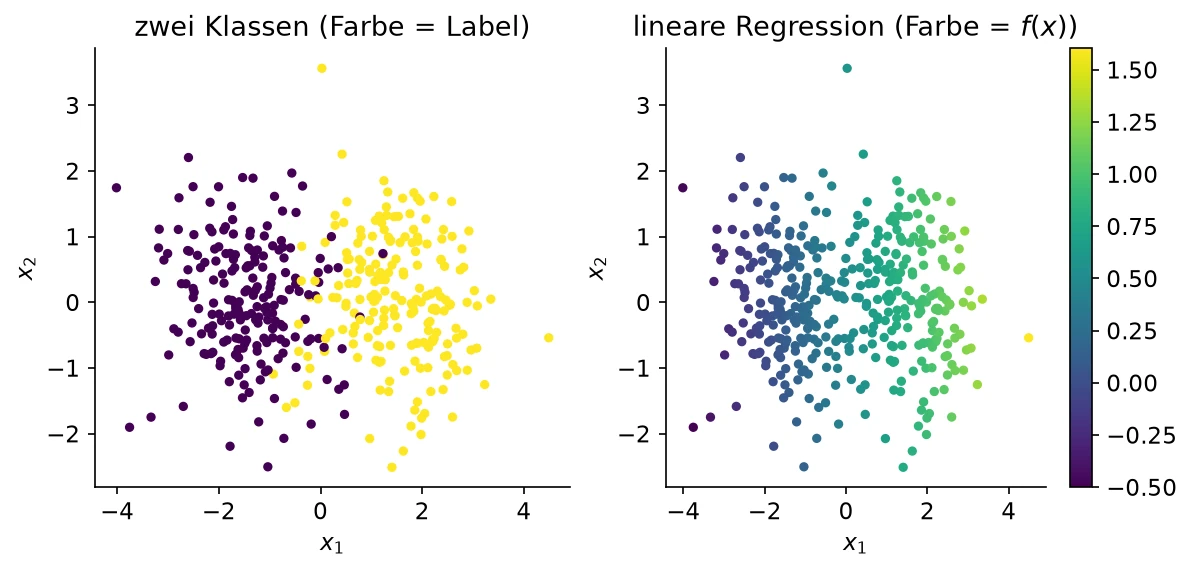 zwei Klassen (Farbe = Label)
3
2
1
0
−1
−2
x₂
−4 −2 0 2 4
x₁
lineare Regression (Farbe = f(x))
3
2
1
0
−1
−2
x₂
−4 −2 0 2 4
x₁
1.50
1.25
1.00
0.75
0.50
0.25
0.00
−0.25
−0.50